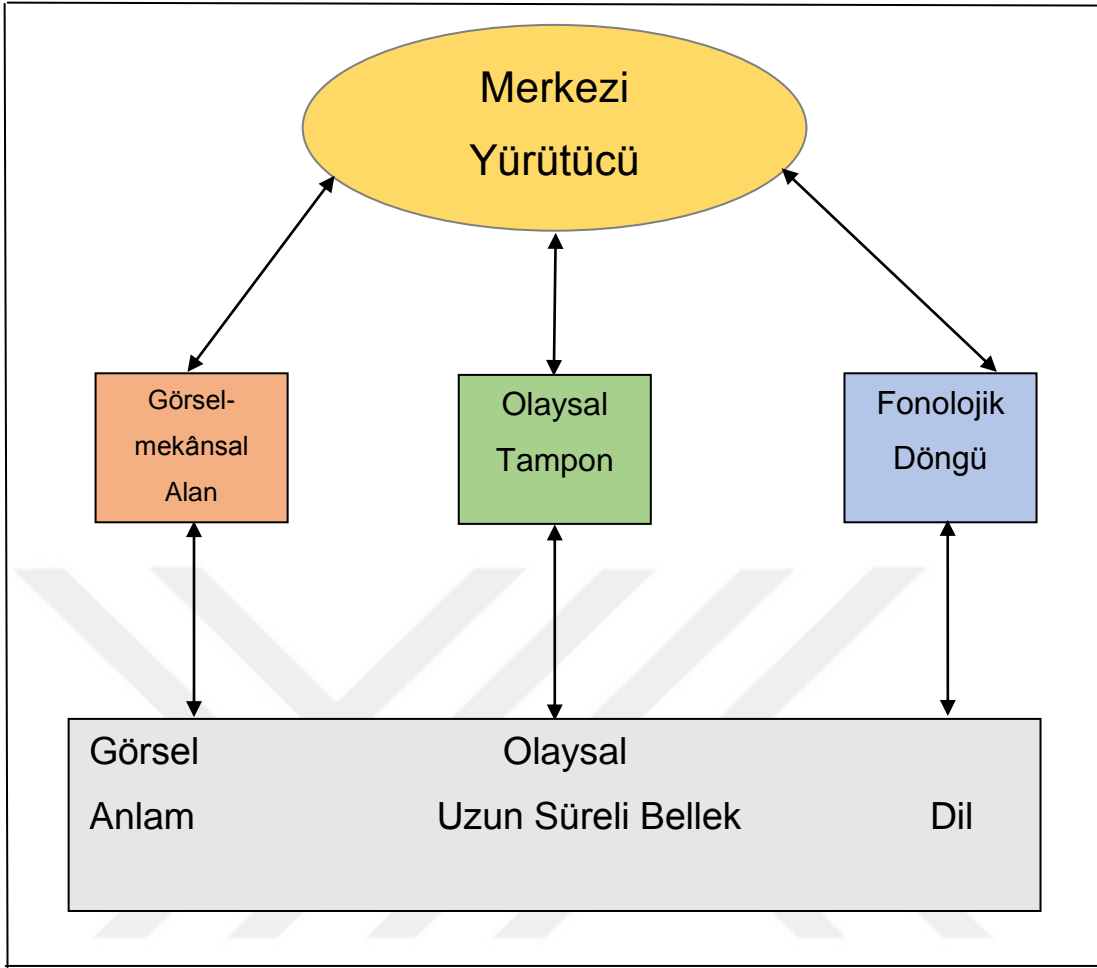 Merkezi
Yürütücü
Görsel-
mekânsal
Alan
Olaysal
Tampon
Fonolojik
Döngü
Görsel Olaysal
Anlam Uzun Süreli Bellek Dil